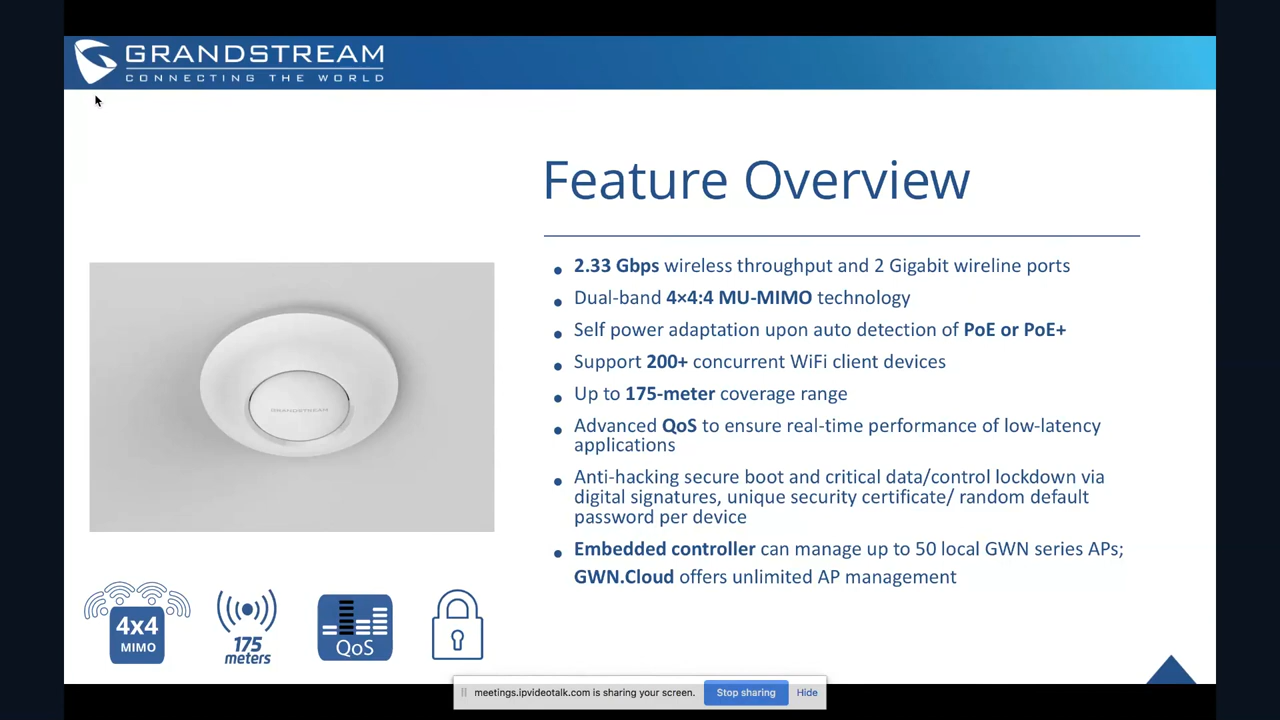 GRANDSTREAM
CONNECTING THE WORLD
Feature Overview
2.33 Gbps wireless throughput and 2 Gigabit wireline ports
Dual-band 4×4:4 MU-MIMO technology
Self power adaptation upon auto detection of PoE or PoE+
Support 200+ concurrent WiFi client devices
Up to 175-meter coverage range
Advanced QoS to ensure real-time performance of low-latency
applications
Anti-hacking secure boot and critical data/control lockdown via
digital signatures, unique security certificate/ random default
password per device
Embedded controller can manage up to 50 local GWN series APs;
GWN.Cloud offers unlimited AP management
GRANDSTREAM
4x4
MIMO
175
meters
QoS
meetings.ipvideotalk.com is sharing your screen.
Stop sharing
Hide